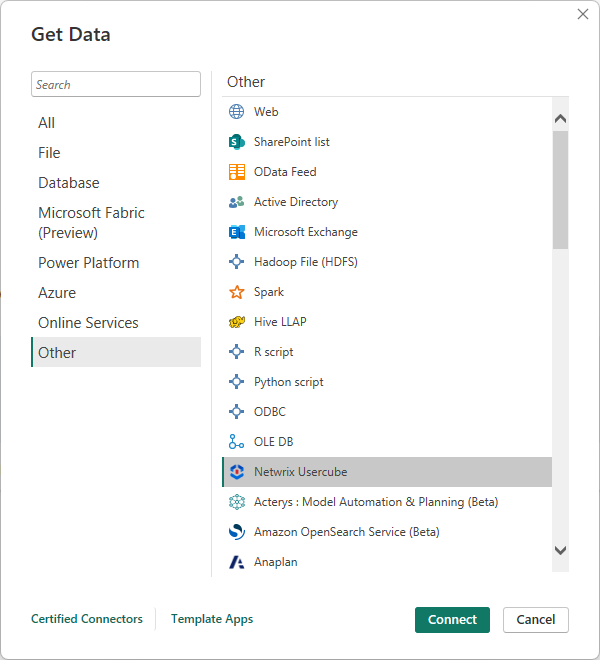 Get Data
Search
All
File
Database
Microsoft Fabric
(Preview)
Power Platform
Azure
Online Services
Other
Other
Web
SharePoint list
OData Feed
Active Directory
Microsoft Exchange
Hadoop File (HDFS)
Spark
Hive LLAP
R script
Python script
ODBC
OLE DB
Netwrix Usercube
Acterys : Model Automation & Planning (Beta)
Amazon OpenSearch Service (Beta)
Anaplan
Certified Connectors
Template Apps
Connect
Cancel